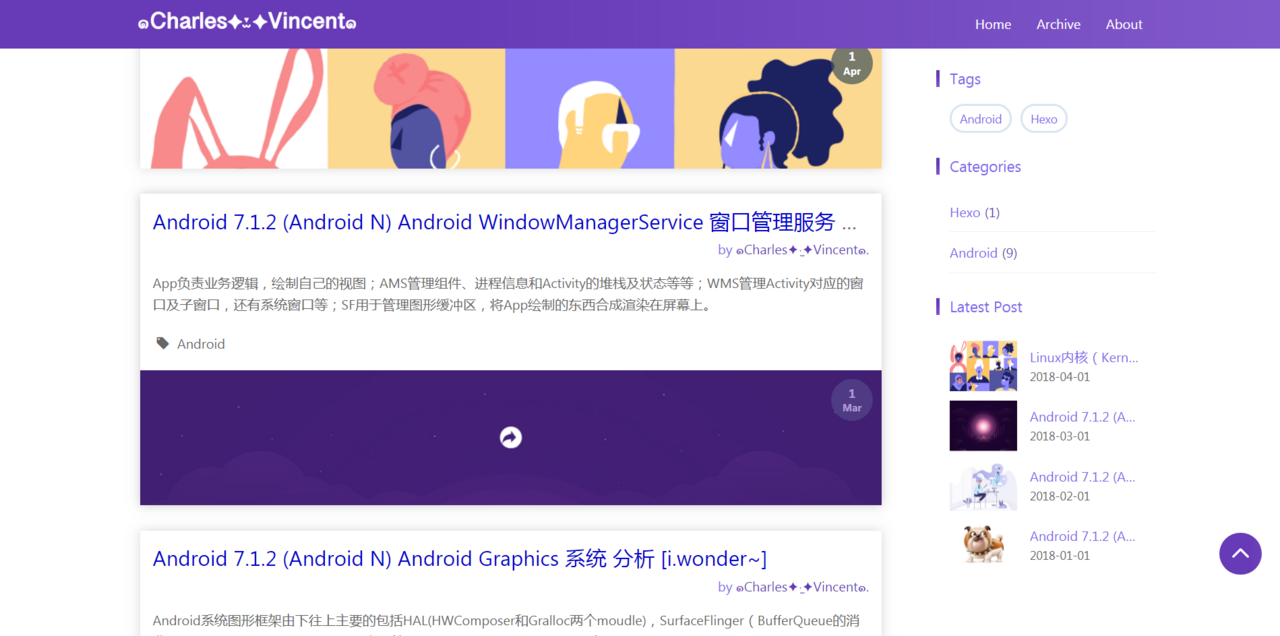 ๑Charles✦ܫ✦Vincent๑
Home
Archive
About
1
Apr
Android 7.1.2 (Android N) Android WindowManagerService 窗口管理服务 ...
by ๑Charles✦ܫ✦Vincent๑.
App负责业务逻辑，绘制自己的视图；AMS管理组件、进程信息和Activity的堆栈及状态等等；WMS管理Activity对应的窗
口及子窗口，还有系统窗口等；SF用于管理图形缓冲区，将App绘制的东西合成渲染在屏幕上。
Android
1
Mar
Android 7.1.2 (Android N) Android Graphics 系统 分析 [i.wonder~]
by ๑Charles✦ܫ✦Vincent๑.
Android系统图形框架由下往上主要的包括HAL(HWComposer和Gralloc两个moudle)，SurfaceFlinger（BufferQueue的消
Tags
Android
Hexo
Categories
Hexo (1)
Android (9)
Latest Post
Linux内核（Kern...
2018-04-01
Android 7.1.2 (A...
2018-03-01
Android 7.1.2 (A...
2018-02-01
Android 7.1.2 (A...
2018-01-01